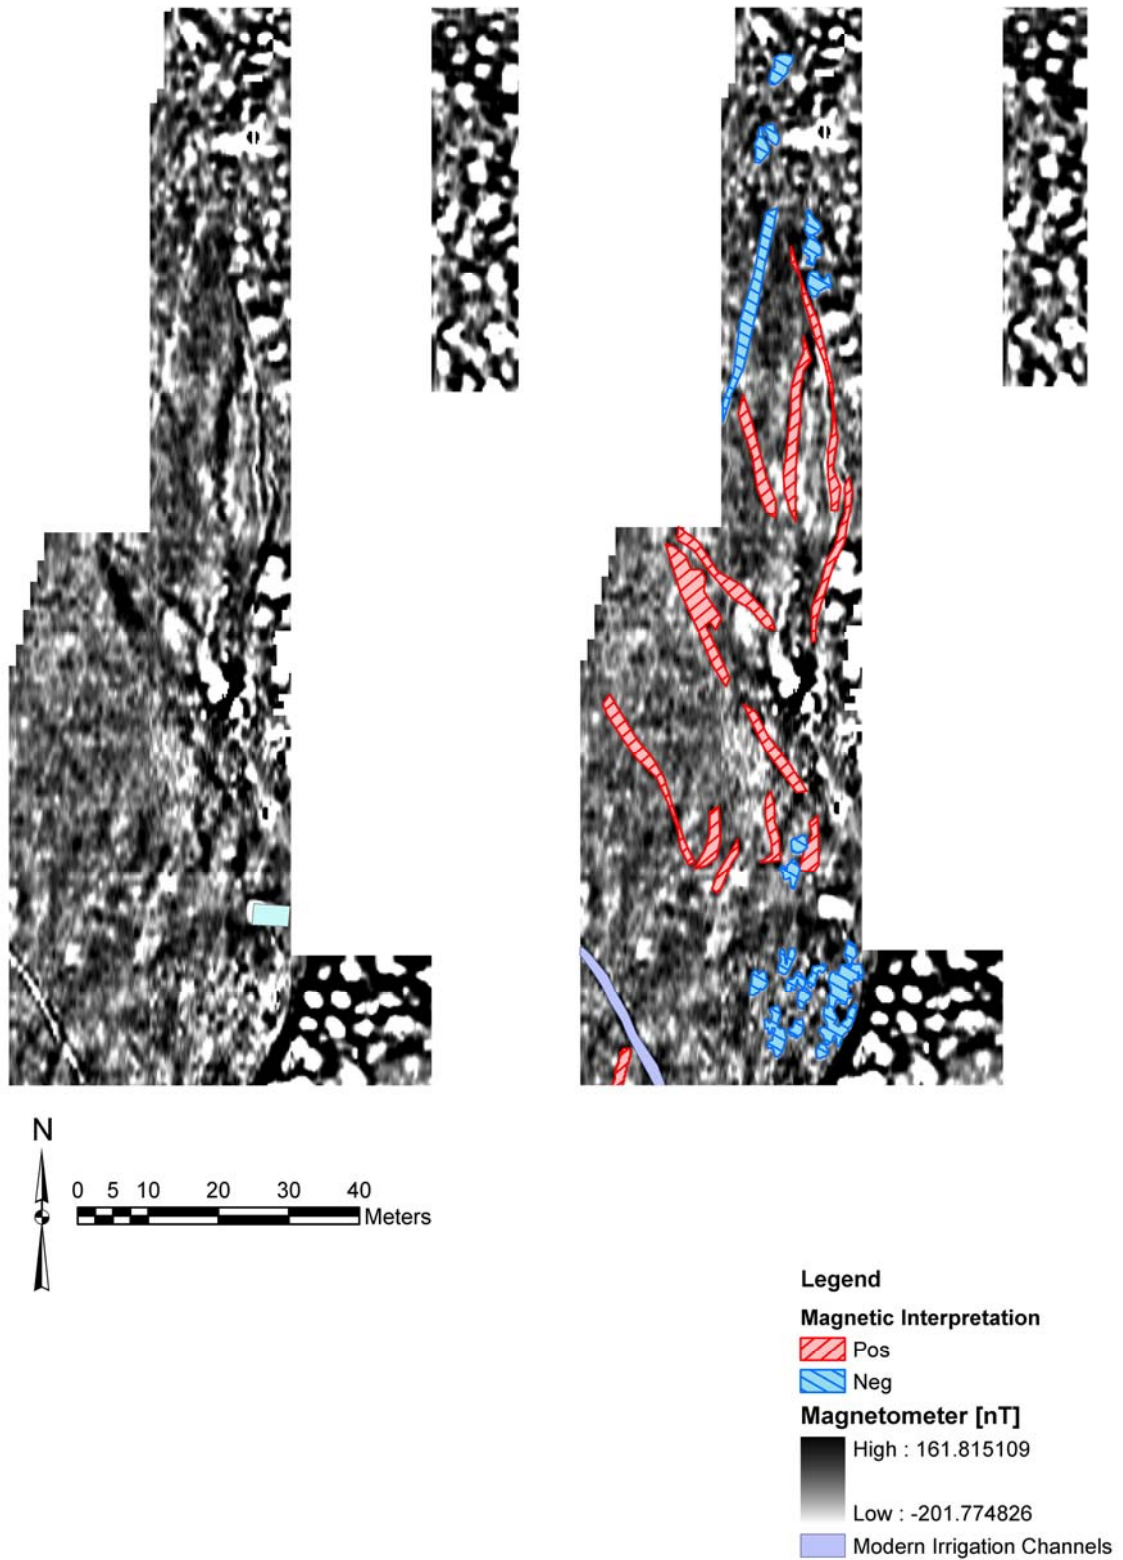 N
0 5 10 20 30 40
Meters
Legend
Magnetic Interpretation
Pos
Neg
Magnetometer [nT]
High : 161.815109
Low : -201.774826
Modern Irrigation Channels